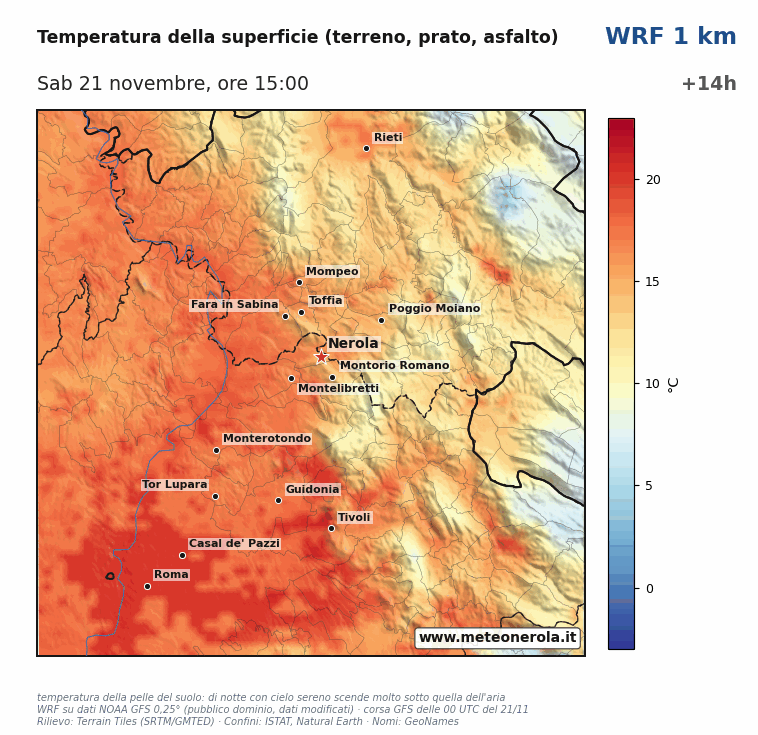 Temperatura della superficie (terreno, prato, asfalto)
WRF 1 km
Sab 21 novembre, ore 15:00
+14h
Rieti
Mompeo
Fara in Sabina
Toffia
Poggio Moiano
Nerola
Montorio Romano
Montelibretti
Monterotondo
Tor Lupara
Guidonia
Tivoli
Casal de' Pazzi
Roma
www.meteonerola.it
20
15
10
5
0
°C
temperatura della pelle del suolo: di notte con cielo sereno scende molto sotto quella dell'aria
WRF su dati NOAA GFS 0,25° (pubblico dominio, dati modificati) · corsa GFS delle 00 UTC del 21/11
Rilievo: Terrain Tiles (SRTM/GMTED) · Confini: ISTAT, Natural Earth · Nomi: GeoNames